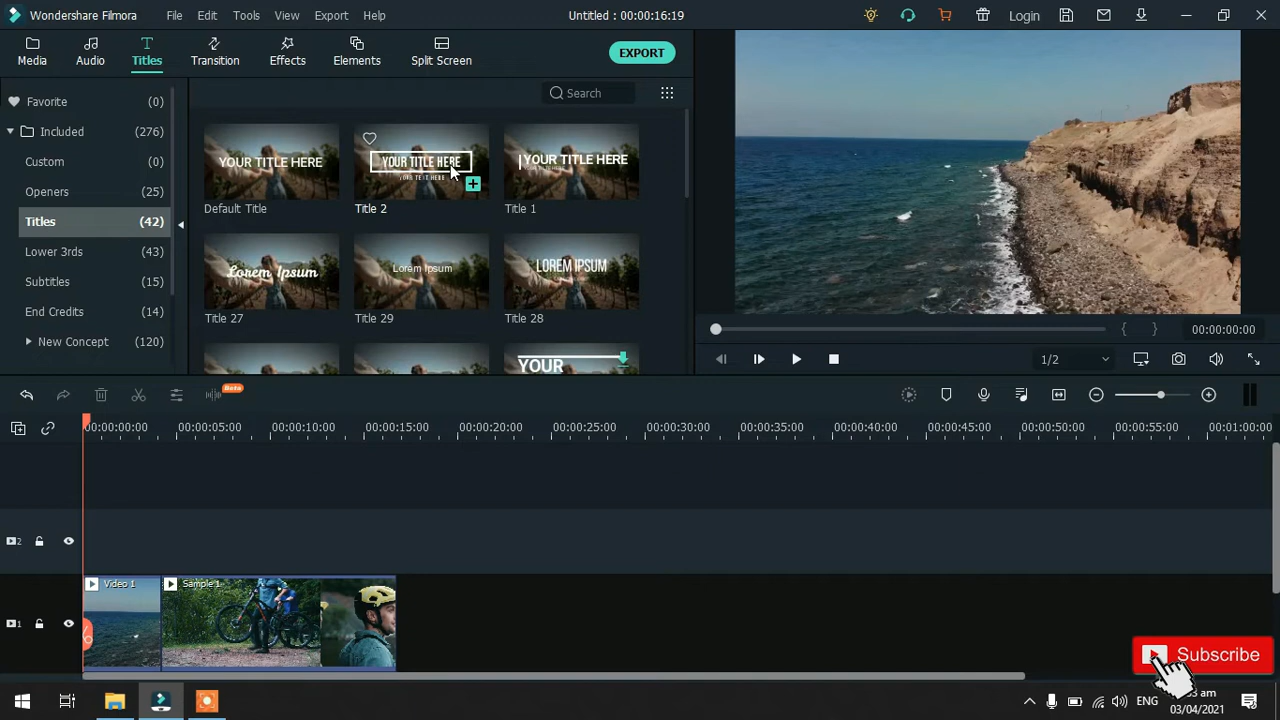 Wondershare Filmora File Edit Tools View Export Help Untitled : 00:00:16:19 Login
Media Audio Titles Transition Effects Elements Split Screen EXPORT
Favorite (0)
Search
Included (276)
Custom (0)
Openers (25)
Titles (42)
Lower 3rds (43)
Subtitles (15)
End Credits (14)
New Concept (120)
YOUR TITLE HERE
YOUR TITLE HERE
YOUR TEXT HERE
YOUR TITLE HERE
Default Title Title 2 Title 1
Lorem Ipsum
Lorem Ipsum
LOREM IPSUM
Title 27 Title 29 Title 28
YOUR
00:00:00:00
1/2
Beta
00:00:00:00 00:00:05:00 00:00:10:00 00:00:15:00 00:00:20:00 00:00:25:00 00:00:30:00 00:00:35:00 00:00:40:00 00:00:45:00 00:00:50:00 00:00:55:00 00:01:00:00
2
Video 1 Sample 1
1
Subscribe
ENG
03/04/2021